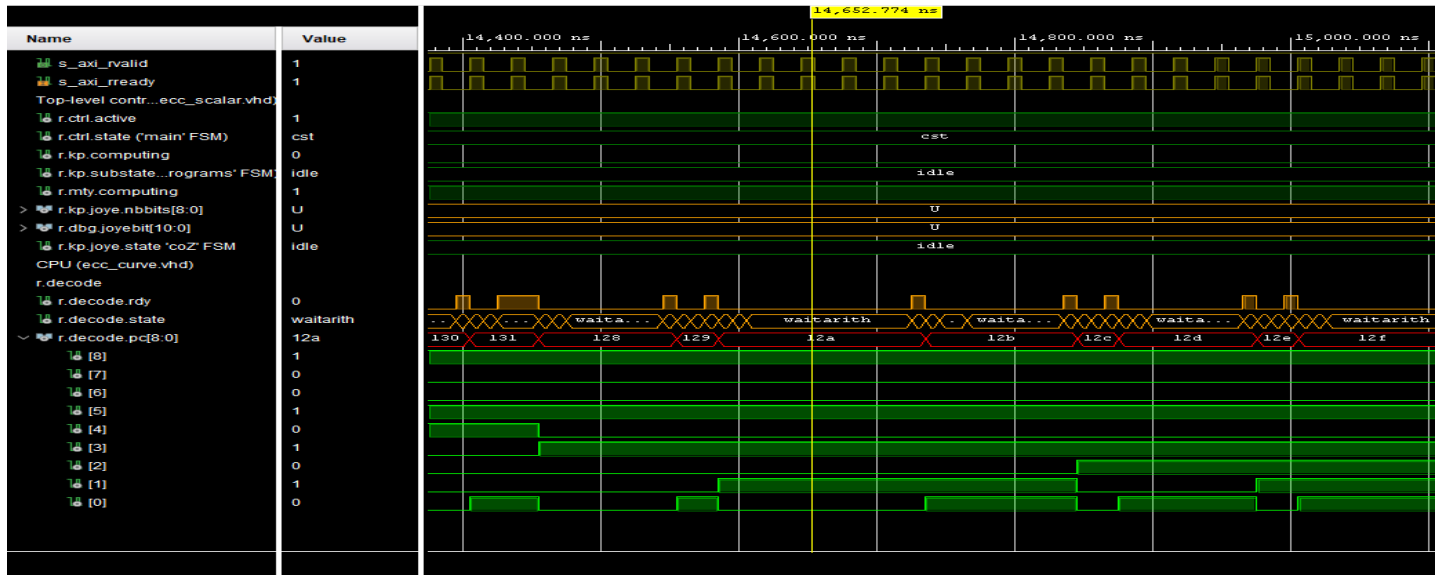 14,652.774 ns
Name Value
14,400.000 ns 14,600.000 ns 14,800.000 ns 15,000.000 ns
s_axi_rvalid 1
s_axi_rready 1
Top-level contr...ecc_scalar.vhd)
r.ctrl.active 1
r.ctrl.state ('main' FSM) cst cst
r.kp.computing 0
r.kp.substate...rograms' FSM) idle idle
r.mty.computing 1
> r.kp.joye.nbbits[8:0] U U
> r.dbg.joyebit[10:0] U U
r.kp.joye.state 'coZ' FSM idle idle
CPU (ecc_curve.vhd)
r.decode
r.decode.rdy 0
r.decode.state waitarith ... ... waita... waitarith ... waita... waita... waitarith
r.decode.pc[8:0] 12a 130 131 128 129 12a 12b 12c 12d 12e 12f
[8] 1
[7] 0
[6] 0
[5] 1
[4] 0
[3] 1
[2] 0
[1] 1
[0] 0